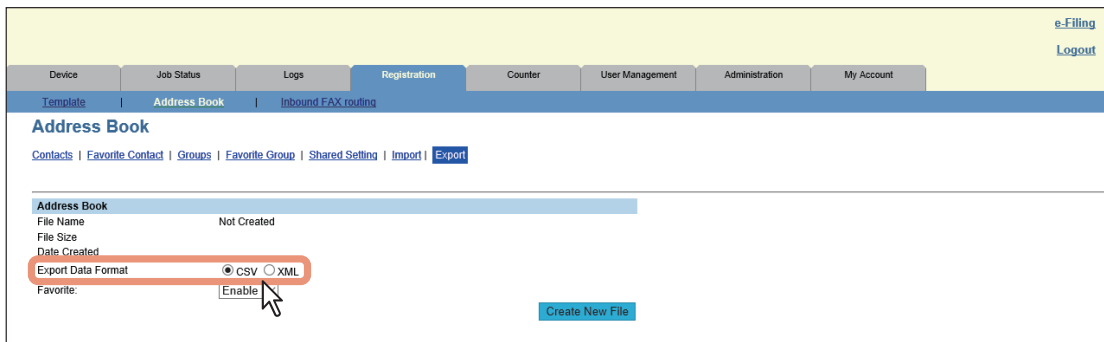 e-Filing
Logout
Device Job Status Logs Registration Counter User Management Administration My Account
Template | Address Book | Inbound FAX routing
Address Book
Contacts | Favorite Contact | Groups | Favorite Group | Shared Setting | Import | Export
Address Book
File Name Not Created
File Size
Date Created
Export Data Format CSV XML
Favorite: Enable
Create New File